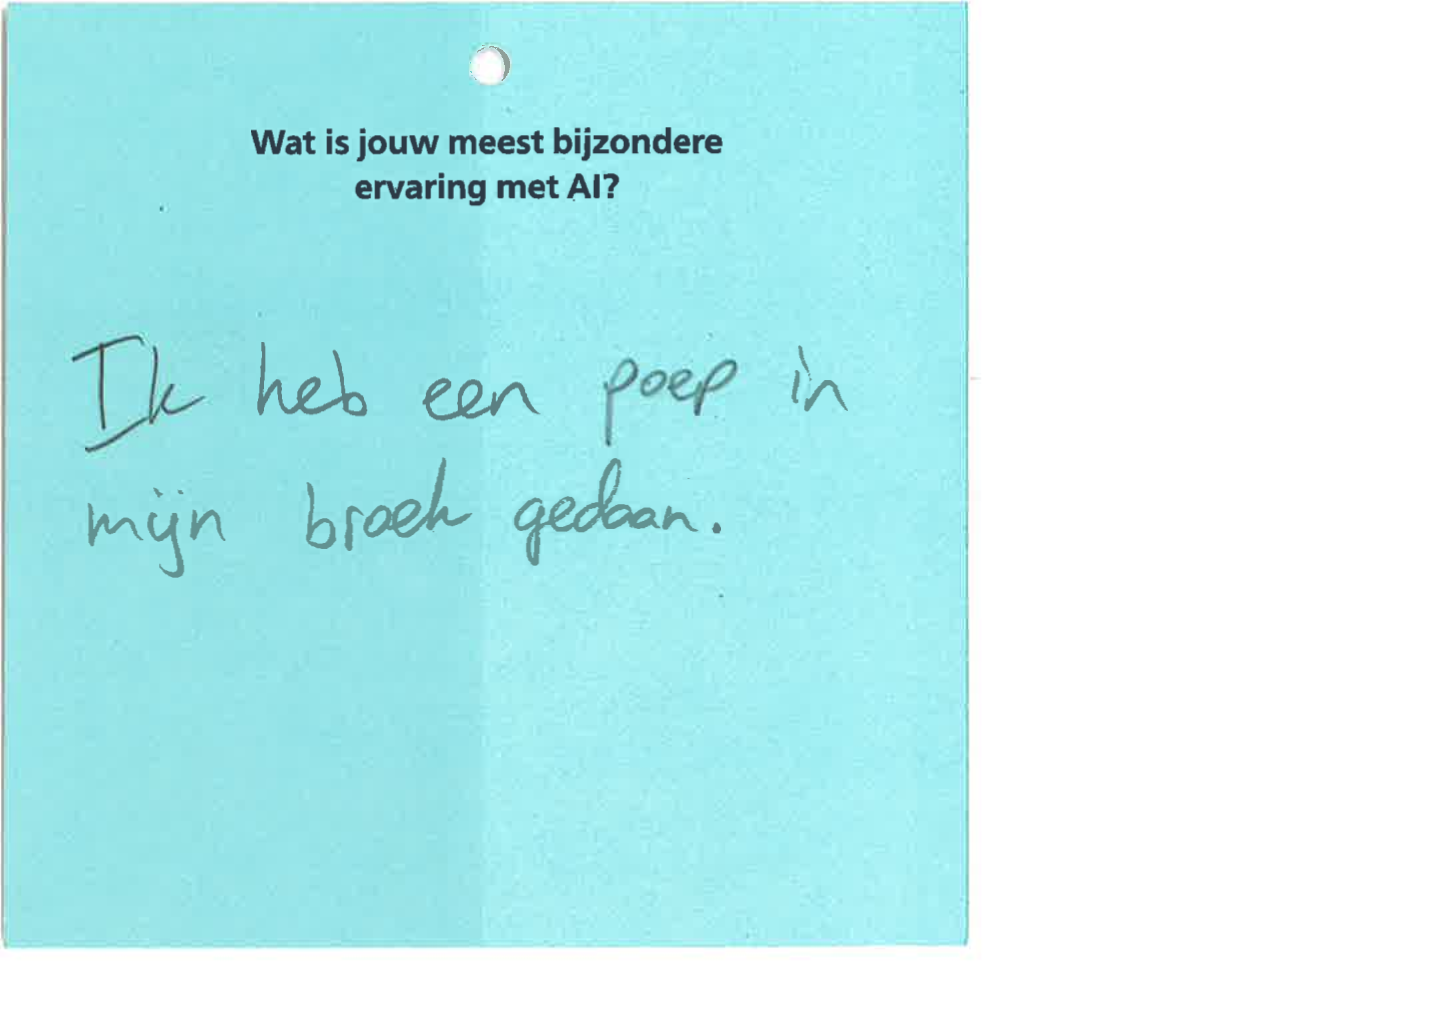 Wat is jouw meest bijzondere
ervaring met AI?
Ik heb een poep in
mijn broek gedaan.